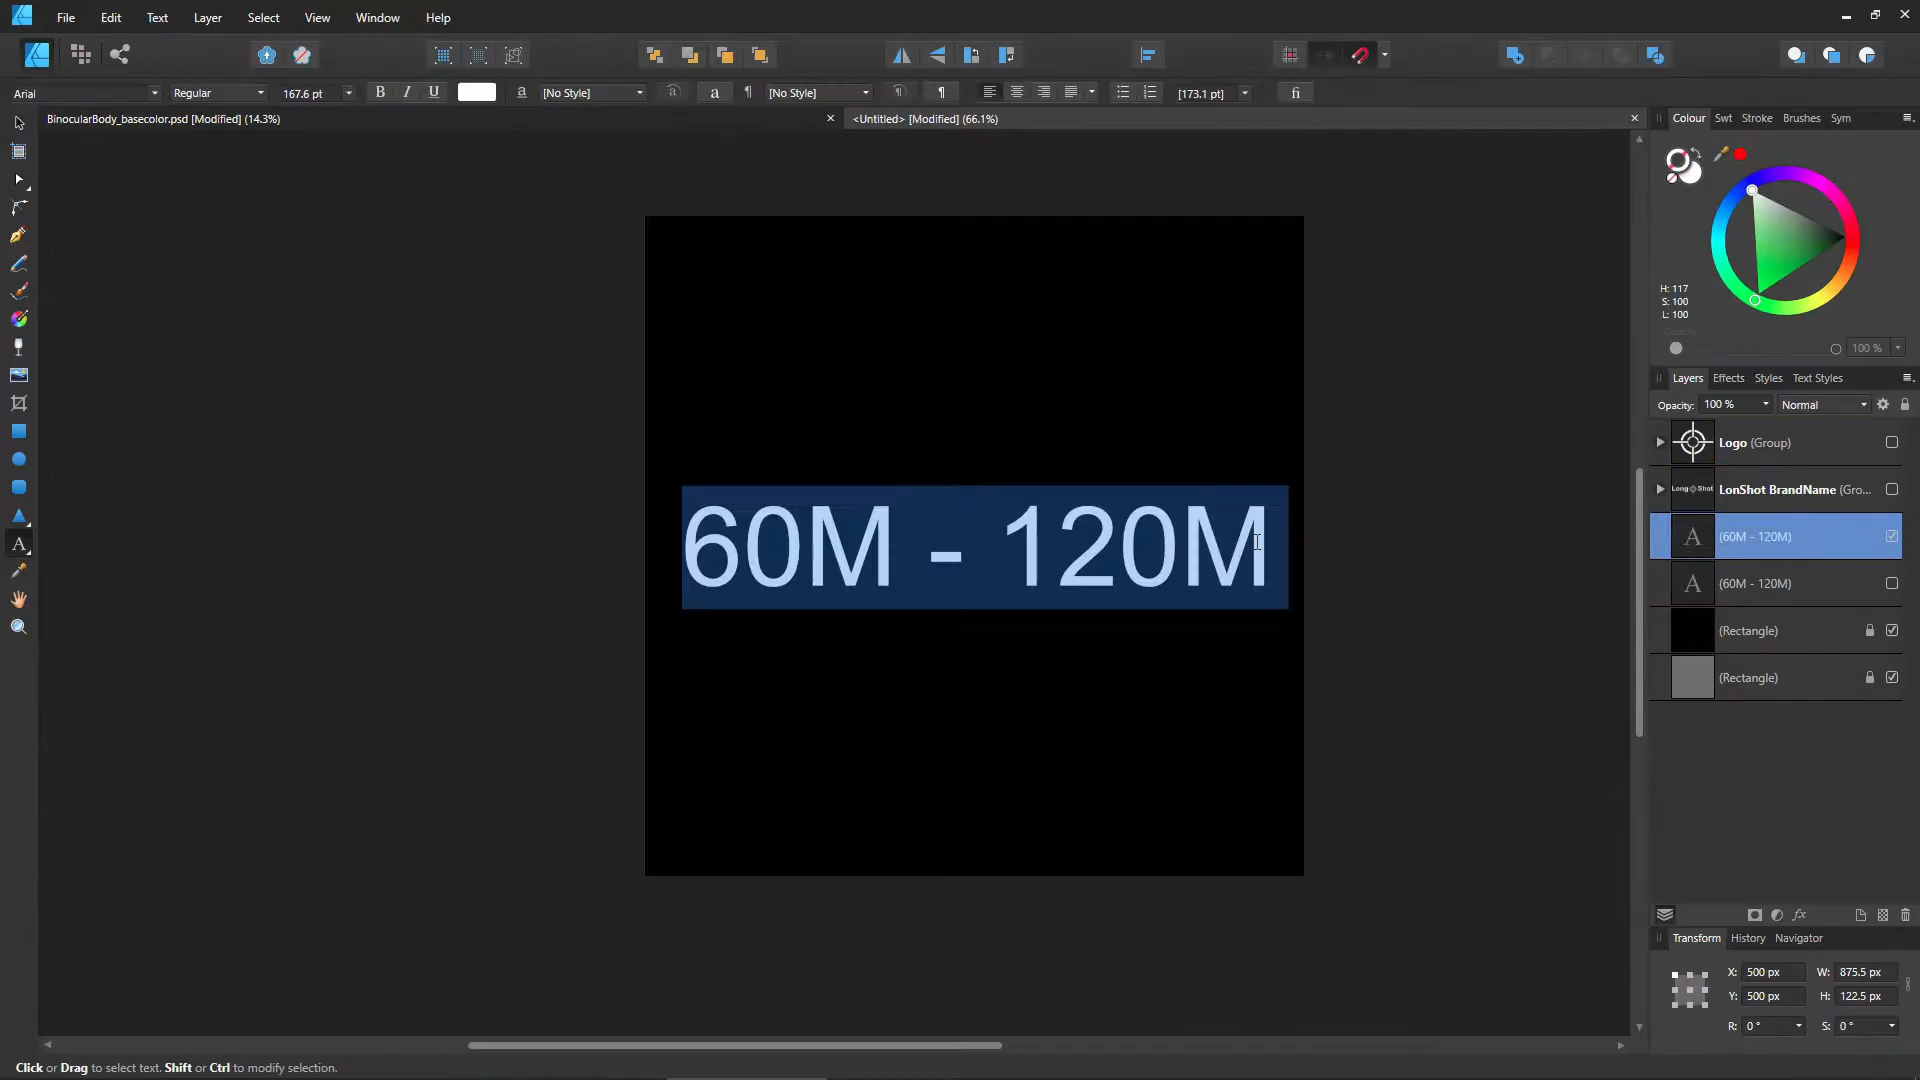 File Edit Text Layer Select View Window Help
Arial Regular 167.6 pt B I U a [No Style] a ¶ [No Style] ¶ [173.1 pt] fi
BinocularBody_basecolor.psd [Modified] (14.3%) <Untitled> [Modified] (66.1%)
Colour Swt Stroke Brushes Sym
H: 117
S: 100
L: 100
100 %
Layers Effects Styles Text Styles
Opacity: 100 % Normal
Logo (Group)
Long Shot LonShot BrandName (Gro...
A (60M - 120M)
A (60M - 120M)
(Rectangle)
(Rectangle)
60M - 120M
A
fx
Transform History Navigator
X: 500 px W: 875.5 px
Y: 500 px H: 122.5 px
R: 0 ° S: 0 °
Click or Drag to select text. Shift or Ctrl to modify selection.